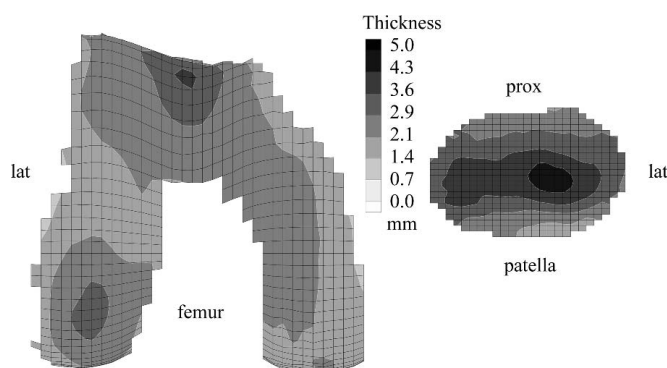 Thickness
5.0
4.3
3.6
2.9
2.1
1.4
0.7
0.0
mm
lat
femur
prox
lat
patella